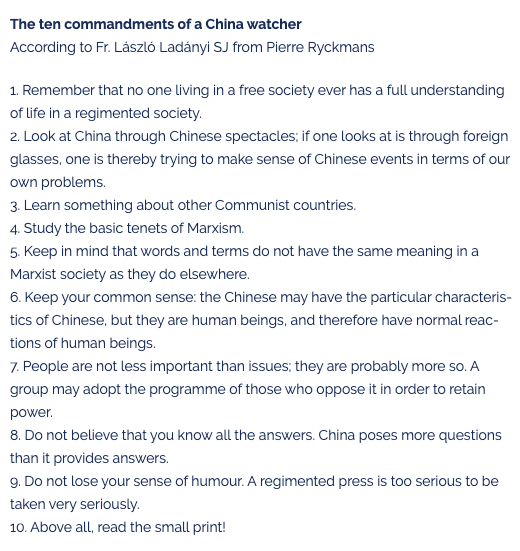 The ten commandments of a China watcher
According to Fr. László Ladányi SJ from Pierre Ryckmans
1. Remember that no one living in a free society ever has a full understanding
of life in a regimented society.
2. Look at China through Chinese spectacles; if one looks at is through foreign
glasses, one is thereby trying to make sense of Chinese events in terms of our
own problems.
3. Learn something about other Communist countries.
4. Study the basic tenets of Marxism.
5. Keep in mind that words and terms do not have the same meaning in a
Marxist society as they do elsewhere.
6. Keep your common sense: the Chinese may have the particular characteris-
tics of Chinese, but they are human beings, and therefore have normal reac-
tions of human beings.
7. People are not less important than issues; they are probably more so. A
group may adopt the programme of those who oppose it in order to retain
power.
8. Do not believe that you know all the answers. China poses more questions
than it provides answers.
9. Do not lose your sense of humour. A regimented press is too serious to be
taken very seriously.
10. Above all, read the small print!